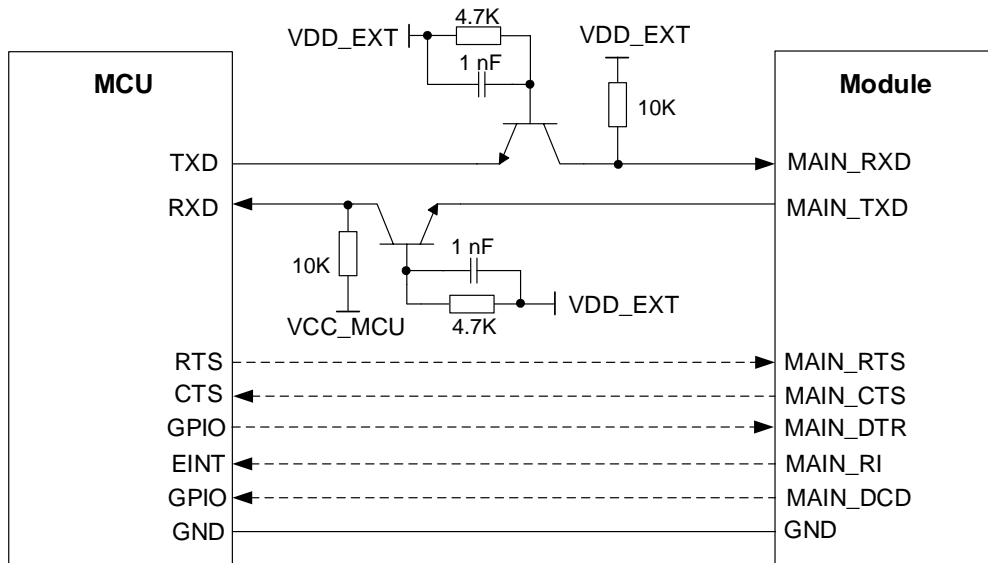 4.7K
VDD_EXT
VDD_EXT
1 nF
MCU
Module
10K
TXD
MAIN_RXD
RXD
MAIN_TXD
1 nF
10K
VDD_EXT
VCC_MCU
4.7K
RTS
MAIN_RTS
CTS
MAIN_CTS
GPIO
MAIN_DTR
EINT
MAIN_RI
GPIO
MAIN_DCD
GND
GND